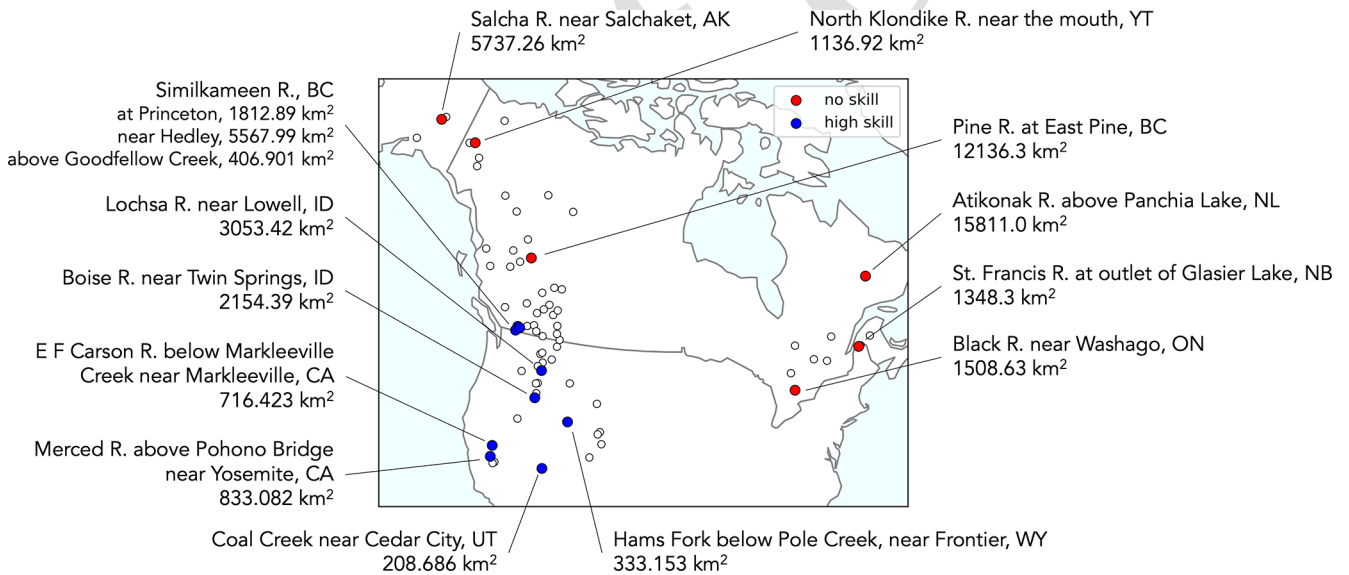 Salcha R. near Salchaket, AK
5737.26 km²
North Klondike R. near the mouth, YT
1136.92 km²
Similkameen R., BC
at Princeton, 1812.89 km²
near Hedley, 5567.99 km²
above Goodfellow Creek, 406.901 km²
no skill
high skill
Pine R. at East Pine, BC
12136.3 km²
Lochsa R. near Lowell, ID
3053.42 km²
Atikonak R. above Panchia Lake, NL
15811.0 km²
Boise R. near Twin Springs, ID
2154.39 km²
St. Francis R. at outlet of Glasier Lake, NB
1348.3 km²
E F Carson R. below Markleeville
Creek near Markleeville, CA
716.423 km²
Black R. near Washago, ON
1508.63 km²
Merced R. above Pohono Bridge
near Yosemite, CA
833.082 km²
Coal Creek near Cedar City, UT
208.686 km²
Hams Fork below Pole Creek, near Frontier, WY
333.153 km²